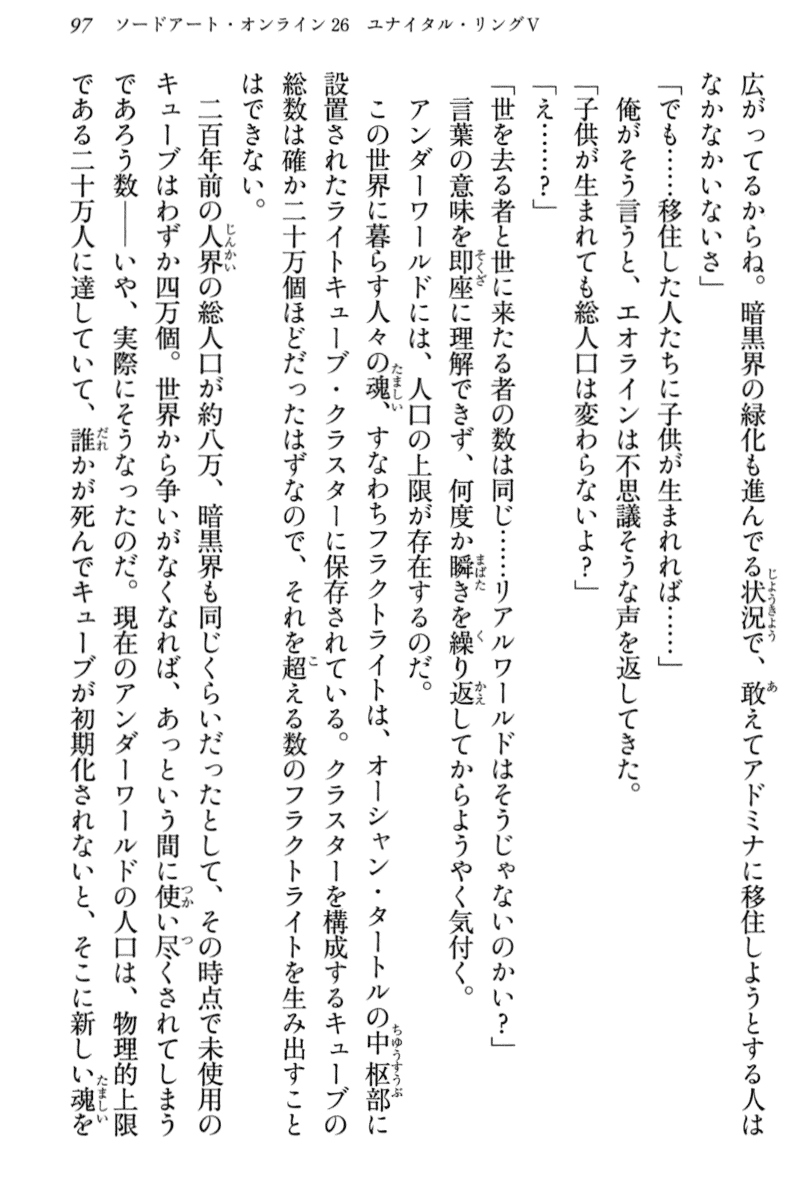 97　ソードアート・オンライン26　ユナイタル・リングⅤ
広がってるからね。暗黒界の緑化も進んでる状況で、敢えてアドミナに移住しようとする人は
なかなかいないさ」
「でも……移住した人たちに子供が生まれれば……」
　俺がそう言うと、エオラインは不思議そうな声を返してきた。
「子供が生まれても総人口は変わらないよ？」
「え……？」
「世を去る者と世に来たる者の数は同じ……リアルワールドはそうじゃないのかい？」
　言葉の意味を即座に理解できず、何度か瞬きを繰り返してからようやく気付く。
　アンダーワールドには、人口の上限が存在するのだ。
　この世界に暮らす人々の魂、すなわちフラクトライトは、オーシャン・タートルの中枢部に
設置されたライトキューブ・クラスターに保存されている。クラスターを構成するキューブの
総数は確か二十万個ほどだったはずなので、それを超える数のフラクトライトを生み出すこと
はできない。
　二百年前の人界の総人口が約八万、暗黒界も同じくらいだったとして、その時点で未使用の
キューブはわずか四万個。世界から争いがなくなれば、あっという間に使い尽くされてしまう
であろう数——いや、実際にそうなったのだ。現在のアンダーワールドの人口は、物理的上限
である二十万人に達していて、誰かが死んでキューブが初期化されないと、そこに新しい魂を